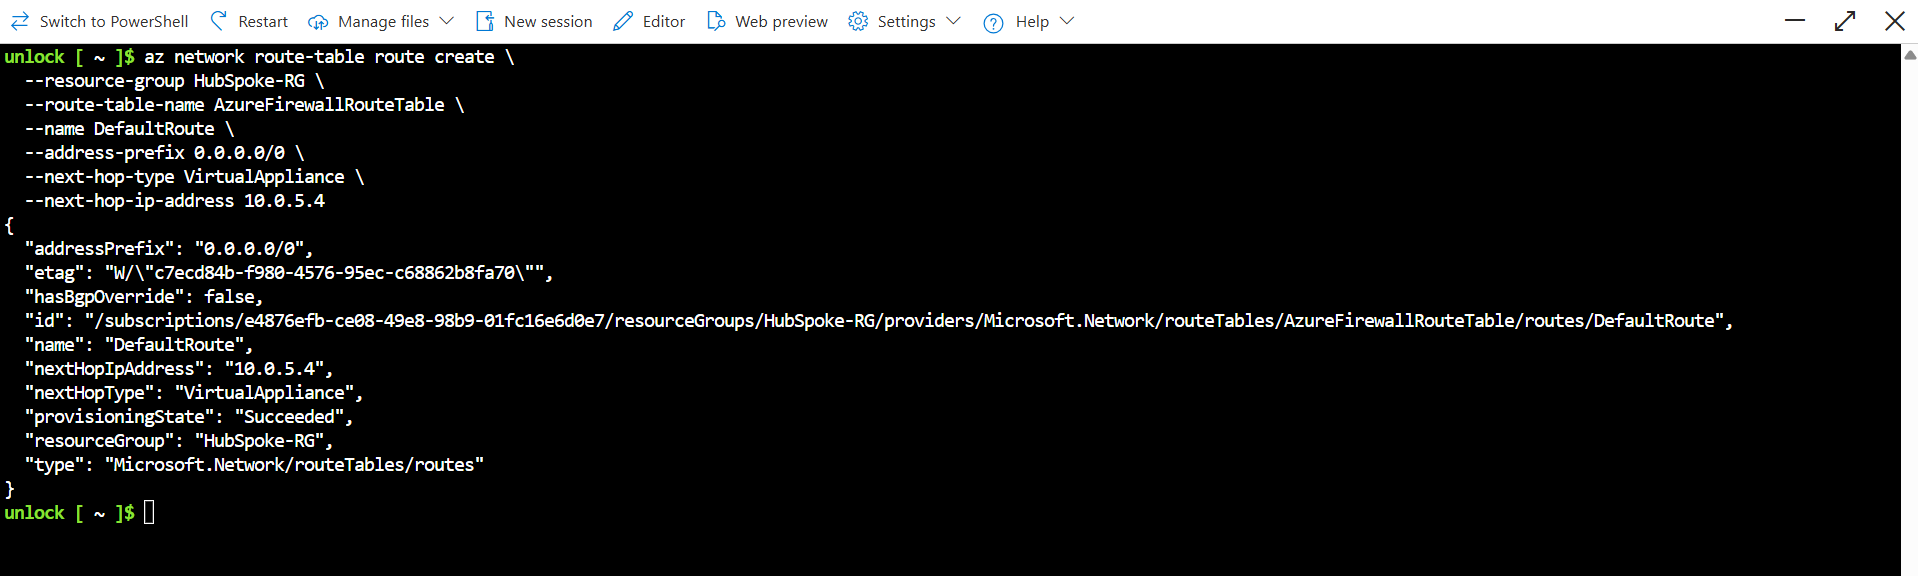 Switch to PowerShell Restart Manage files New session Editor Web preview Settings Help
unlock [ ~ ]$ az network route-table route create \
  --resource-group HubSpoke-RG \
  --route-table-name AzureFirewallRouteTable \
  --name DefaultRoute \
  --address-prefix 0.0.0.0/0 \
  --next-hop-type VirtualAppliance \
  --next-hop-ip-address 10.0.5.4
{
  "addressPrefix": "0.0.0.0/0",
  "etag": "W/\"c7ecd84b-f980-4576-95ec-c68862b8fa70\"",
  "hasBgpOverride": false,
  "id": "/subscriptions/e4876efb-ce08-49e8-98b9-01fc16e6d0e7/resourceGroups/HubSpoke-RG/providers/Microsoft.Network/routeTables/AzureFirewallRouteTable/routes/DefaultRoute",
  "name": "DefaultRoute",
  "nextHopIpAddress": "10.0.5.4",
  "nextHopType": "VirtualAppliance",
  "provisioningState": "Succeeded",
  "resourceGroup": "HubSpoke-RG",
  "type": "Microsoft.Network/routeTables/routes"
}
unlock [ ~ ]$